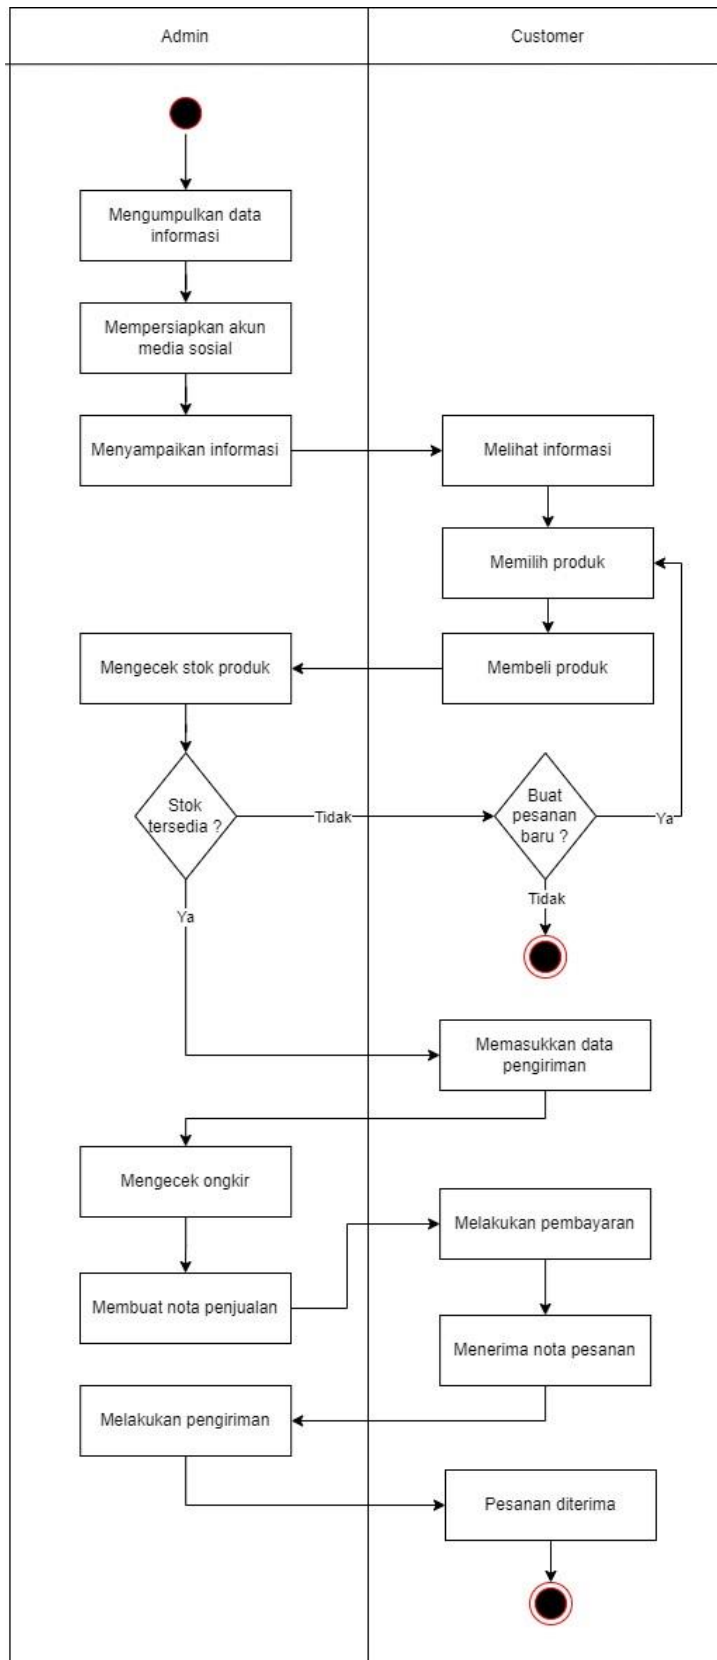 Admin
Customer
Mengumpulkan data
informasi
Mempersiapkan akun
media sosial
Menyampaikan informasi
Melihat informasi
Memilih produk
Mengecek stok produk
Membeli produk
Stok
tersedia ?
Tidak
Buat
pesanan
baru ?
Ya
Tidak
Ya
Memasukkan data
pengiriman
Mengecek ongkir
Melakukan pembayaran
Membuat nota penjualan
Menerima nota pesanan
Melakukan pengiriman
Pesanan diterima